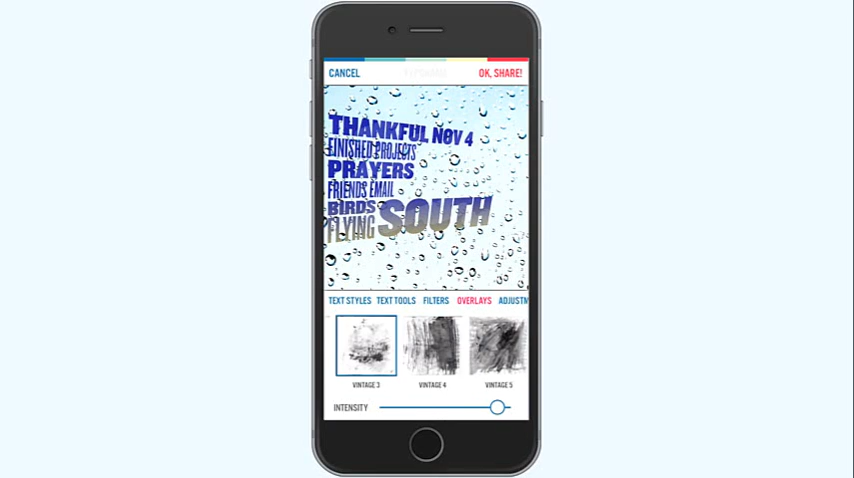 CANCEL
OK, SHARE!
THANKFUL NOV 4
FINISHED PROJECTS
PRAYERS
FRIENDS EMAIL
BIRDS
FLYING SOUTH
TEXT STYLES TEXT TOOLS FILTERS OVERLAYS ADJUSTM
VINTAGE 3 VINTAGE 4 VINTAGE 5
INTENSITY